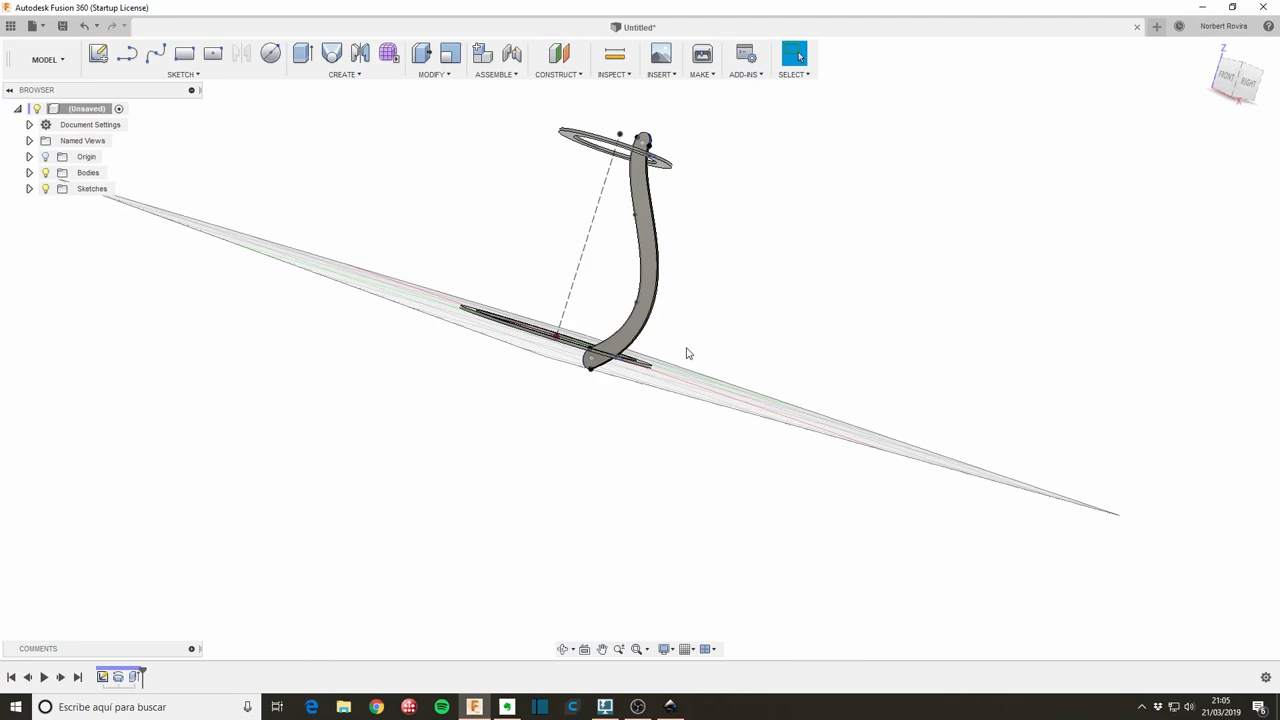 Autodesk Fusion 360 (Startup License)
Untitled*
Norbert Rovira
MODEL
SKETCH
CREATE
MODIFY
ASSEMBLE
CONSTRUCT
INSPECT
INSERT
MAKE
ADD-INS
SELECT
Z
FRONT
RIGHT
X
BROWSER
(Unsaved)
Document Settings
Named Views
Origin
Bodies
Sketches
COMMENTS
Escribe aquí para buscar
21:05
21/03/2019
6